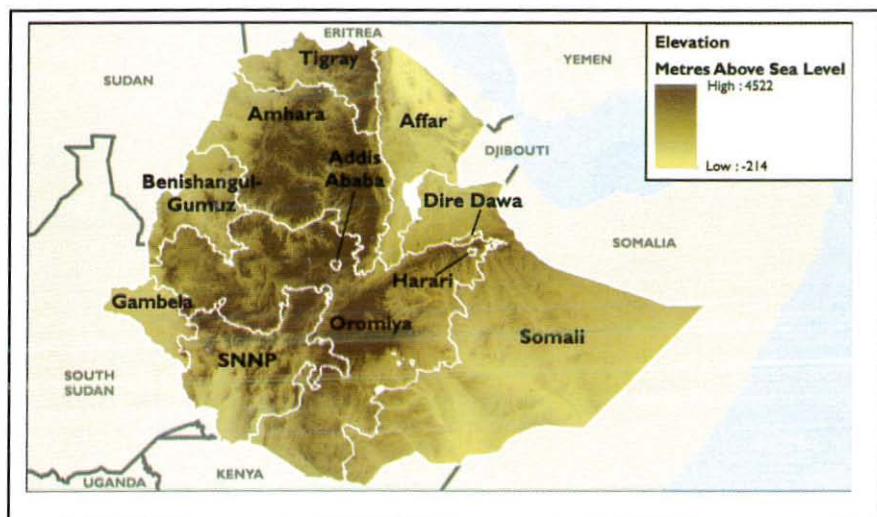 ERITREA
Elevation
Metres Above Sea Level
High : 4522
Low : -214
YEMEN
SUDAN
Tigray
Amhara
Affar
Addis
Ababa
DJIBOUTI
Benishangul-
Gumuz
Dire Dawa
SOMALIA
Harari
Gambela
Oromiya
Somali
SNNP
SOUTH
SUDAN
KENYA
UGANDA